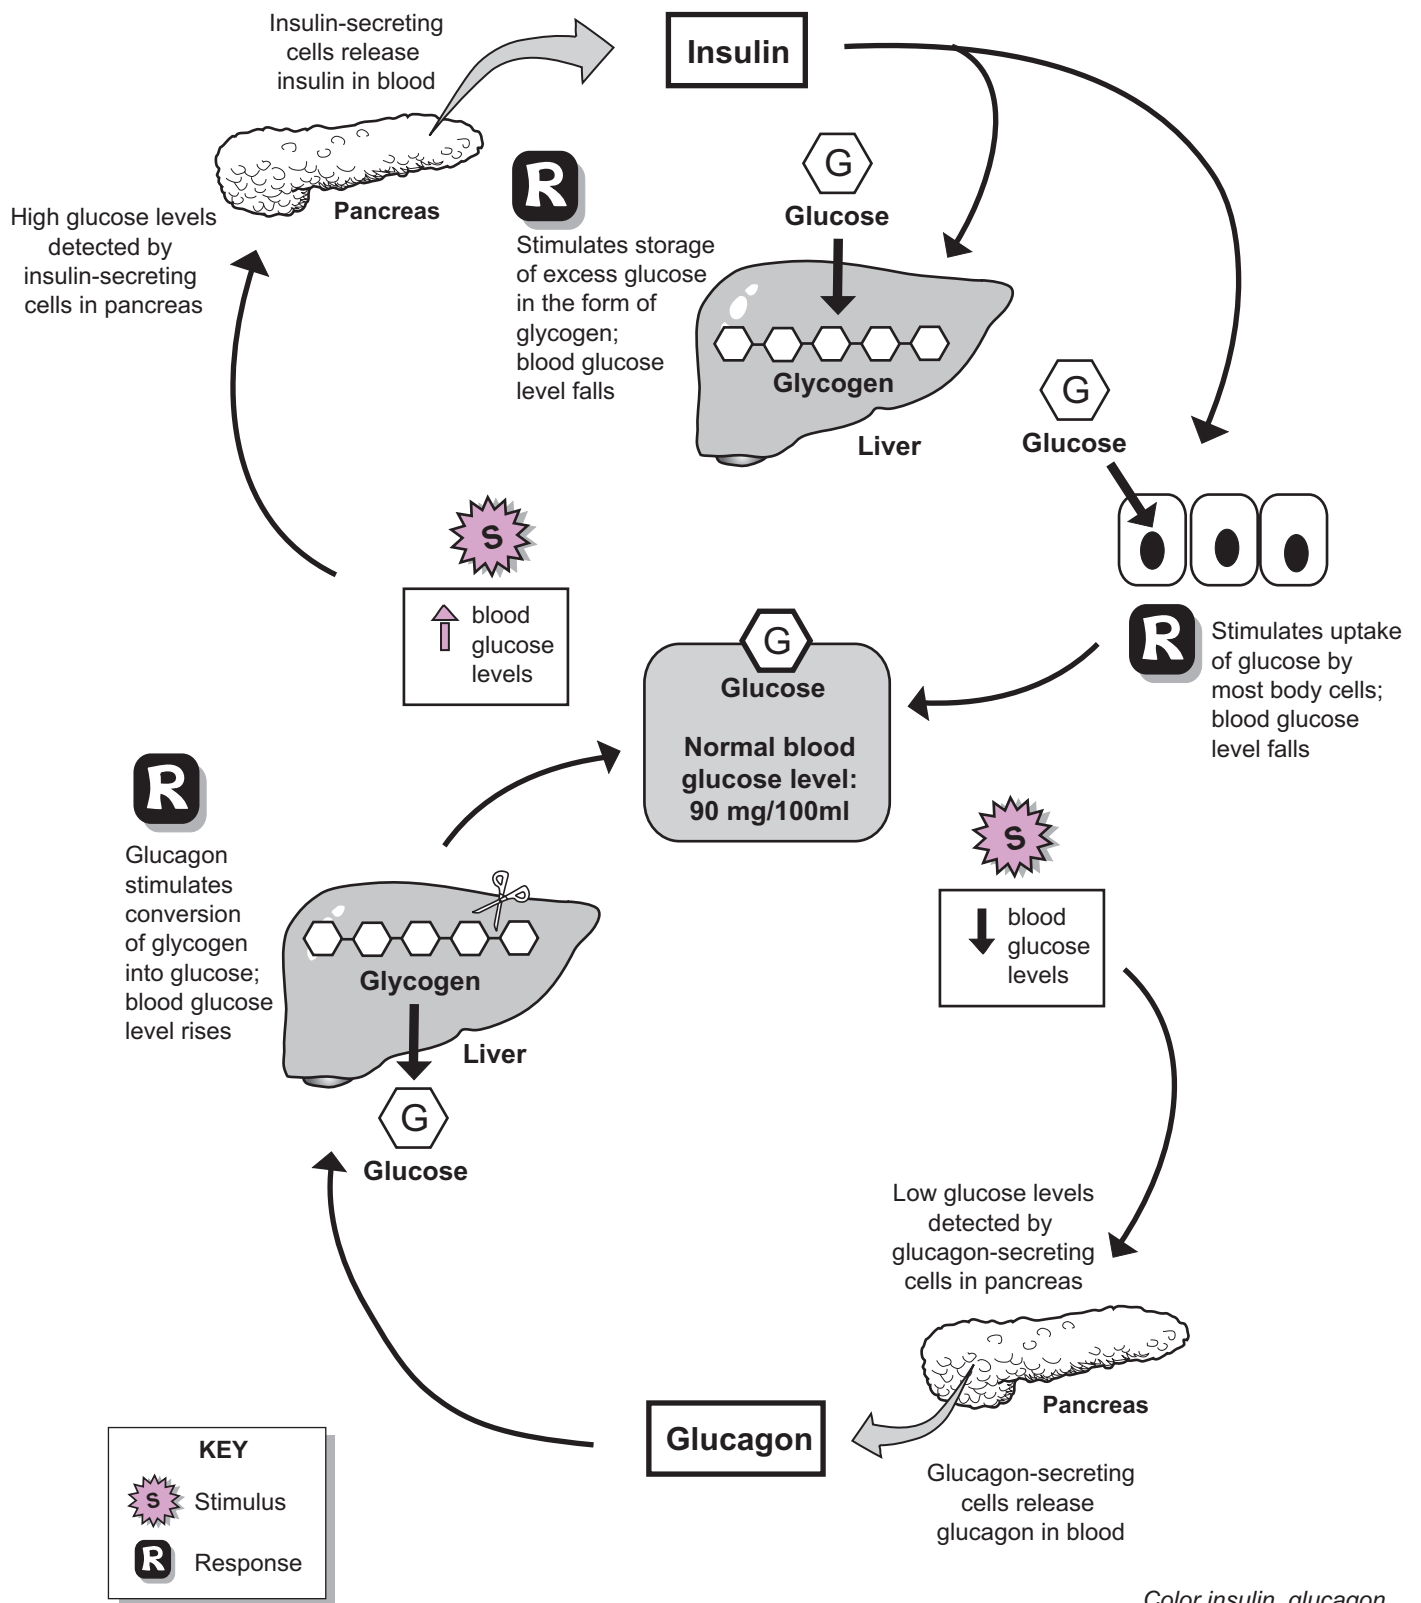 Insulin-secreting
cells release
insulin in blood
Insulin
Pancreas
High glucose levels
detected by
insulin-secreting
cells in pancreas
R
Stimulates storage
of excess glucose
in the form of
glycogen;
blood glucose
level falls
G
Glucose
Glycogen
Liver
G
Glucose
S
blood
glucose
levels
G
Glucose
Normal blood
glucose level:
90 mg/100ml
R
Stimulates uptake
of glucose by
most body cells;
blood glucose
level falls
S
blood
glucose
levels
R
Glucagon
stimulates
conversion
of glycogen
into glucose;
blood glucose
level rises
Glycogen
Liver
G
Glucose
Low glucose levels
detected by
glucagon-secreting
cells in pancreas
Pancreas
Glucagon
Glucagon-secreting
cells release
glucagon in blood
KEY
S Stimulus
R Response
Color insulin, glucagon